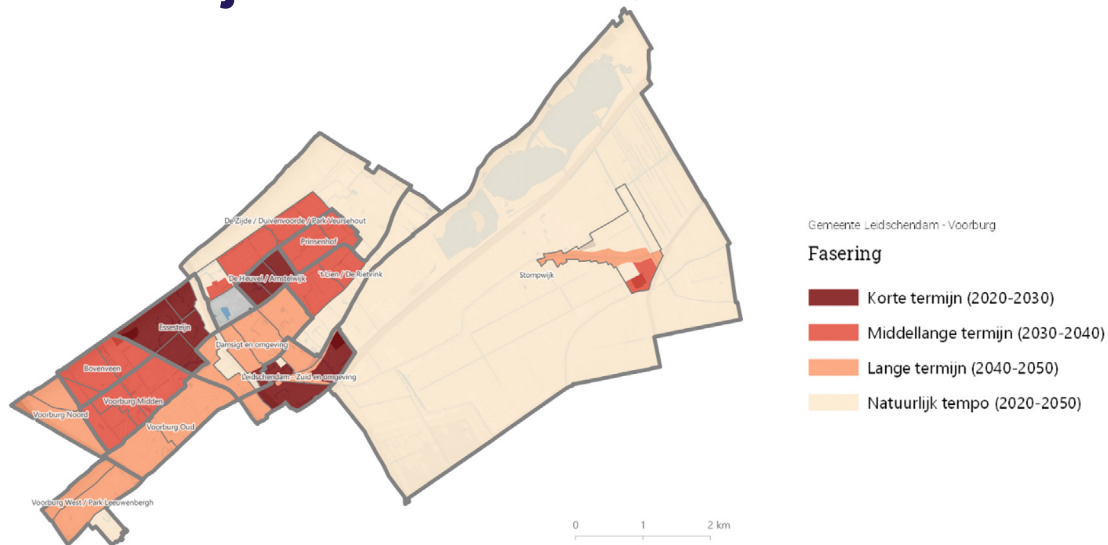 De Zijde / Duivenvoorde / Park Veursehout
Prinsenhof
De Heuvel / Amstelwijk
't Lien / De Rietvink
Stompwijk
Essesteijn
Damsigt en omgeving
Bovenveen
Leidschendam - Zuid en omgeving
Voorburg Midden
Voorburg Noord
Voorburg Oud
Voorburg West / Park Leeuwenbergh
Gemeente Leidschendam - Voorburg
Fasering
Korte termijn (2020-2030)
Middellange termijn (2030-2040)
Lange termijn (2040-2050)
Natuurlijk tempo (2020-2050)
0 1 2 km